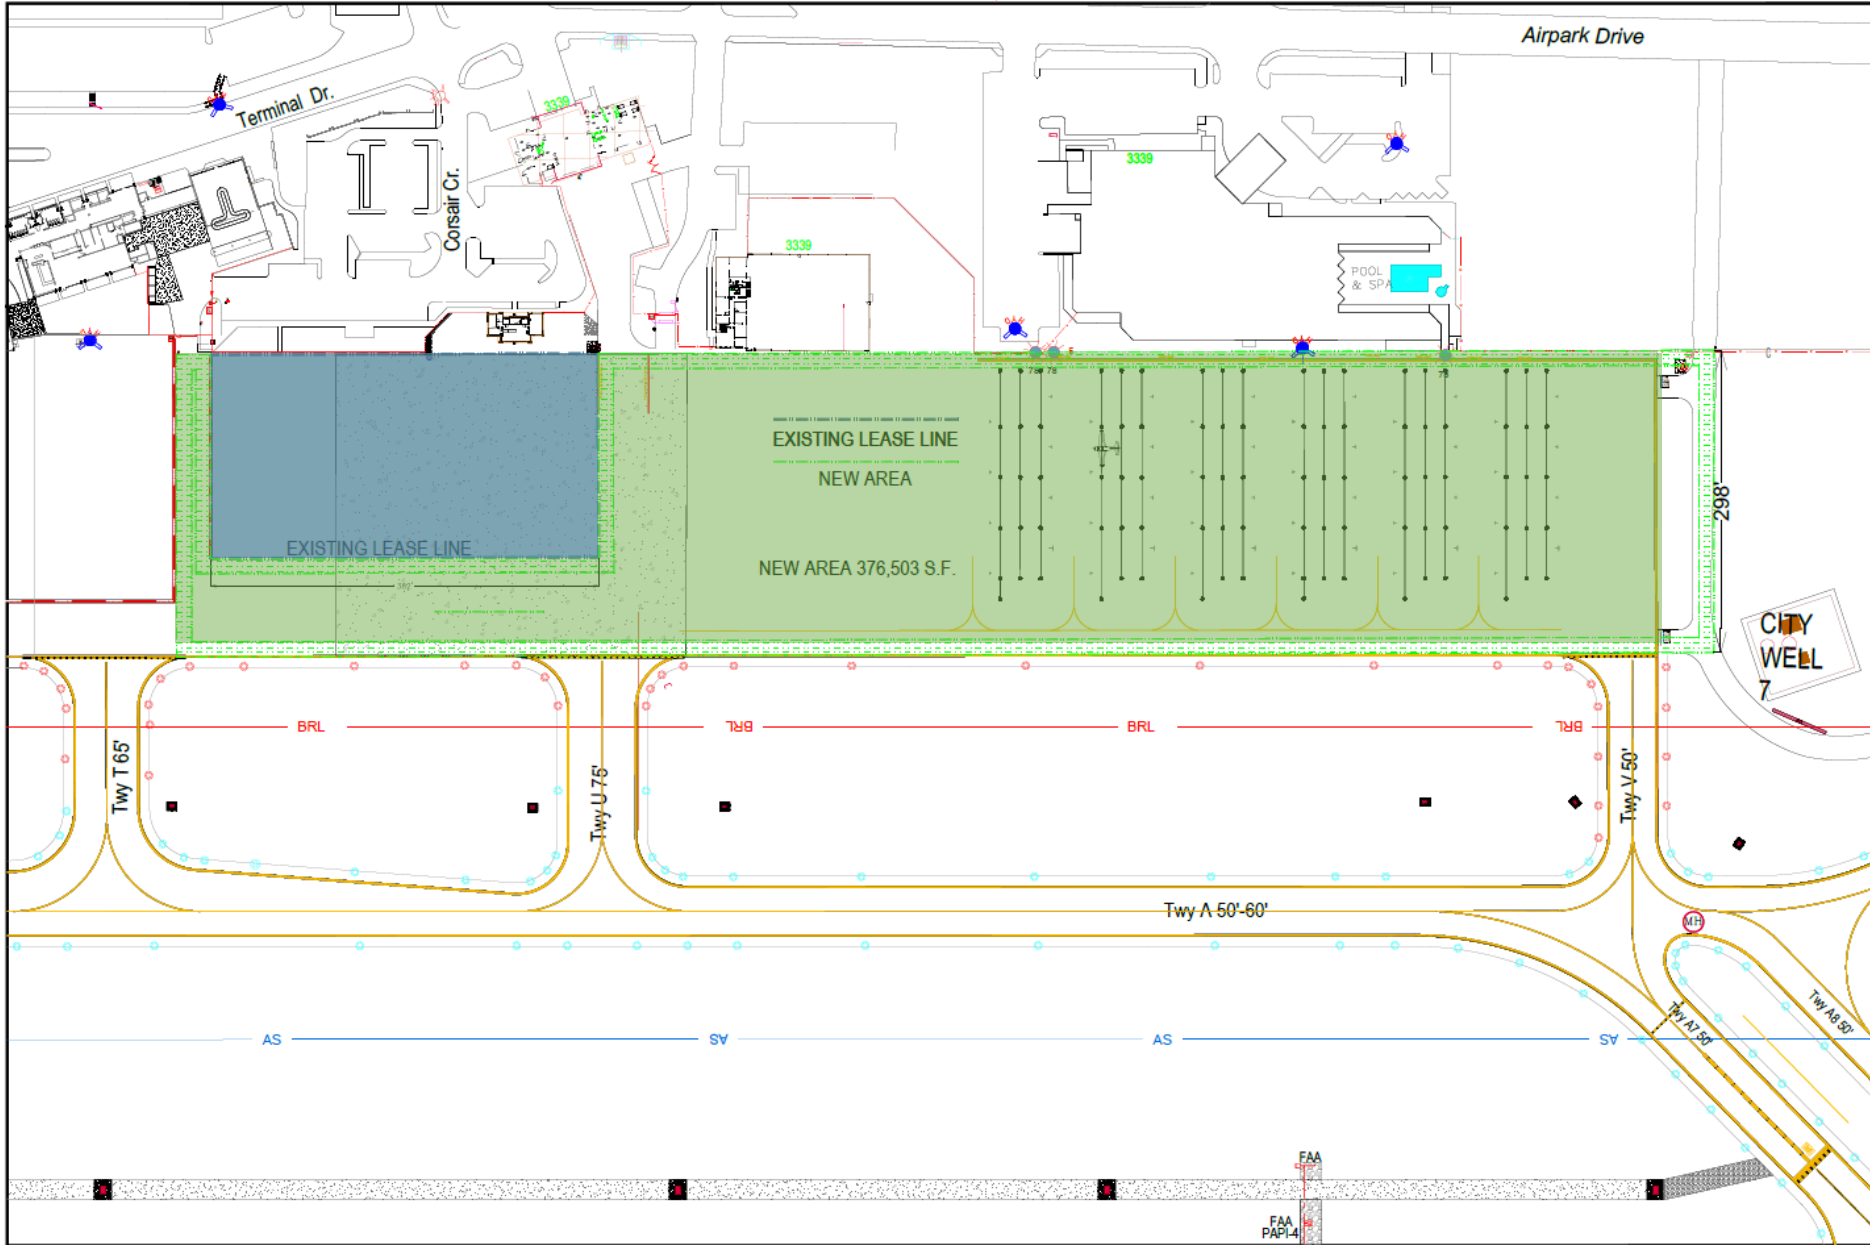 Airpark Drive
Terminal Dr.
3339
Corsair Cr.
3339
3339
POOL
& SPA
EXISTING LEASE LINE
NEW AREA
EXISTING LEASE LINE
NEW AREA 376,503 S.F.
298'
CITY
WELL
7
BRL
BRL
BRL
BRL
Twy T 65'
Twy U 75'
Twy V 50'
Twy A 50'-60'
MH
Twy A7 50'
Twy A8 50'
AS
AS
AS
AS
FAA
FAA
PAPI-4